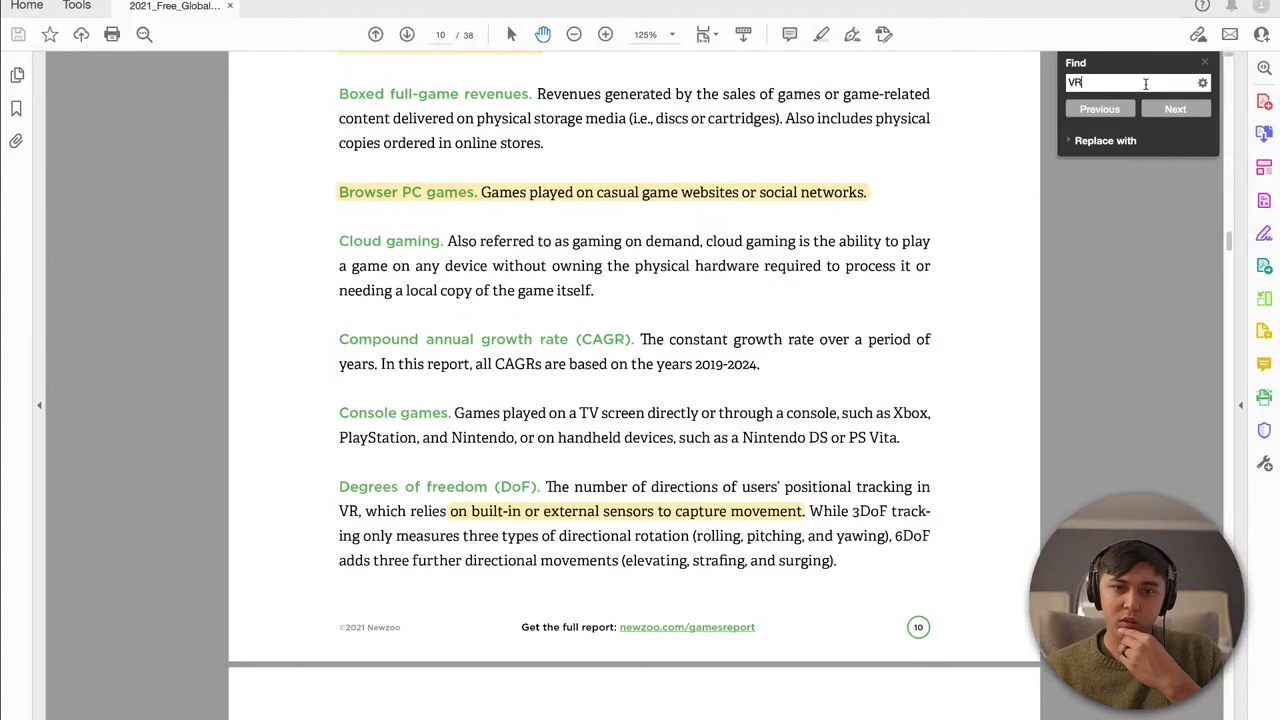 Home Tools 2021_Free_Global... ×
10 / 38 125%
Find
VR
Previous Next
Replace with
Boxed full-game revenues. Revenues generated by the sales of games or game-related
content delivered on physical storage media (i.e., discs or cartridges). Also includes physical
copies ordered in online stores.
Browser PC games. Games played on casual game websites or social networks.
Cloud gaming. Also referred to as gaming on demand, cloud gaming is the ability to play
a game on any device without owning the physical hardware required to process it or
needing a local copy of the game itself.
Compound annual growth rate (CAGR). The constant growth rate over a period of
years. In this report, all CAGRs are based on the years 2019-2024.
Console games. Games played on a TV screen directly or through a console, such as Xbox,
PlayStation, and Nintendo, or on handheld devices, such as a Nintendo DS or PS Vita.
Degrees of freedom (DoF). The number of directions of users' positional tracking in
VR, which relies on built-in or external sensors to capture movement. While 3DoF track-
ing only measures three types of directional rotation (rolling, pitching, and yawing), 6DoF
adds three further directional movements (elevating, strafing, and surging).
©2021 Newzoo Get the full report: newzoo.com/gamesreport 10